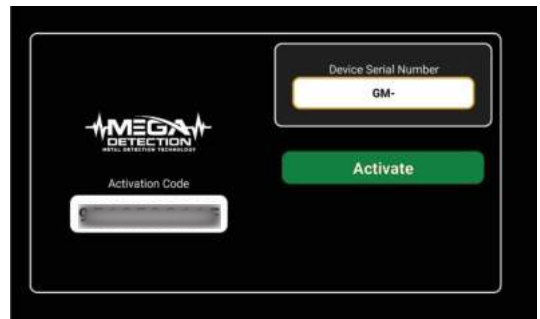 Device Serial Number
GM-
MEGA
DETECTION
METAL DETECTION TECHNOLOGY
Activate
Activation Code